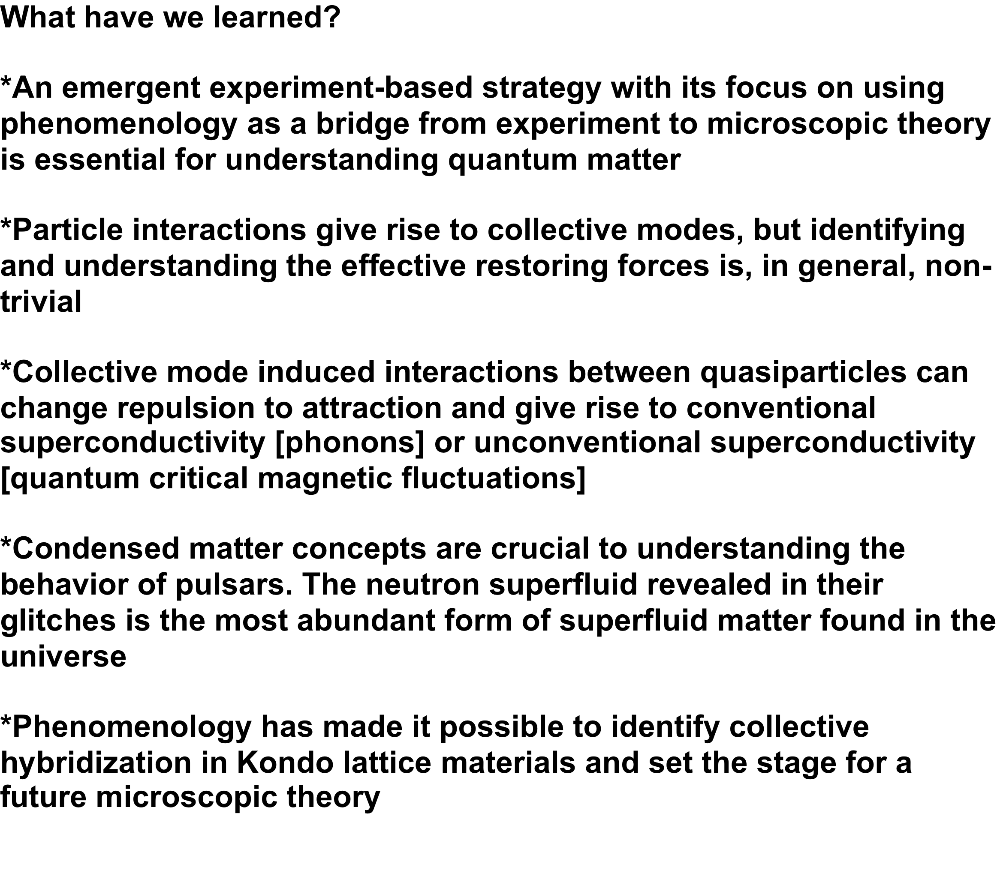 What have we learned?
*An emergent experiment-based strategy with its focus on using
phenomenology as a bridge from experiment to microscopic theory
is essential for understanding quantum matter
*Particle interactions give rise to collective modes, but identifying
and understanding the effective restoring forces is, in general, non-
trivial
*Collective mode induced interactions between quasiparticles can
change repulsion to attraction and give rise to conventional
superconductivity [phonons] or unconventional superconductivity
[quantum critical magnetic fluctuations]
*Condensed matter concepts are crucial to understanding the
behavior of pulsars. The neutron superfluid revealed in their
glitches is the most abundant form of superfluid matter found in the
universe
*Phenomenology has made it possible to identify collective
hybridization in Kondo lattice materials and set the stage for a
future microscopic theory